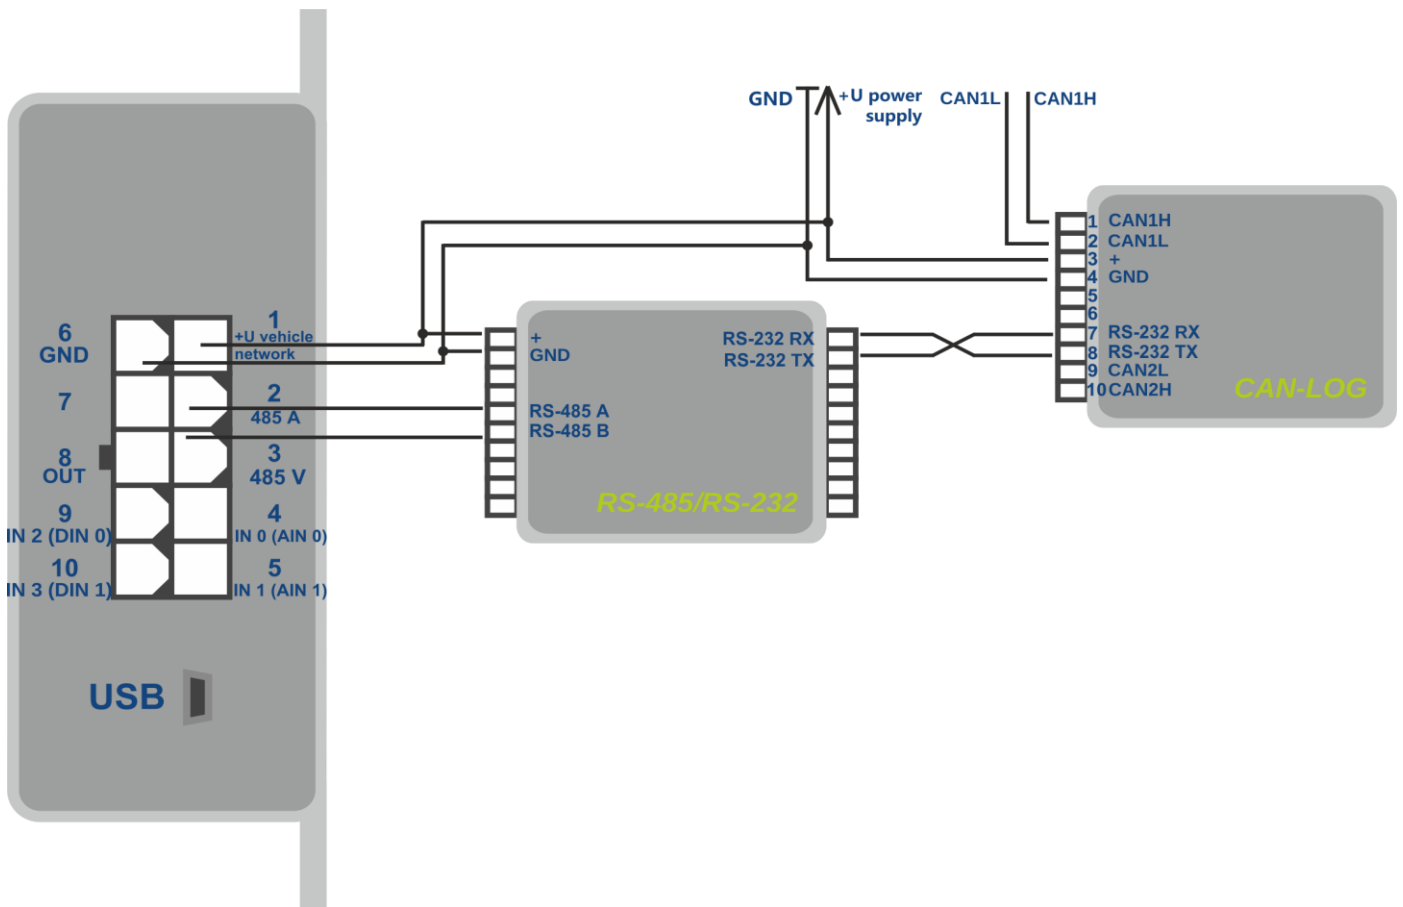 GND
+U power
supply
CAN1L
CAN1H
1 CAN1H
2 CAN1L
3 +
4 GND
5
6
7 RS-232 RX
8 RS-232 TX
9 CAN2L
10 CAN2H
CAN-LOG
6
GND
7
8
OUT
9
IN 2 (DIN 0)
10
IN 3 (DIN 1)
1
+U vehicle
network
2
485 A
3
485 V
4
IN 0 (AIN 0)
5
IN 1 (AIN 1)
USB
+
GND
RS-485 A
RS-485 B
RS-232 RX
RS-232 TX
RS-485/RS-232